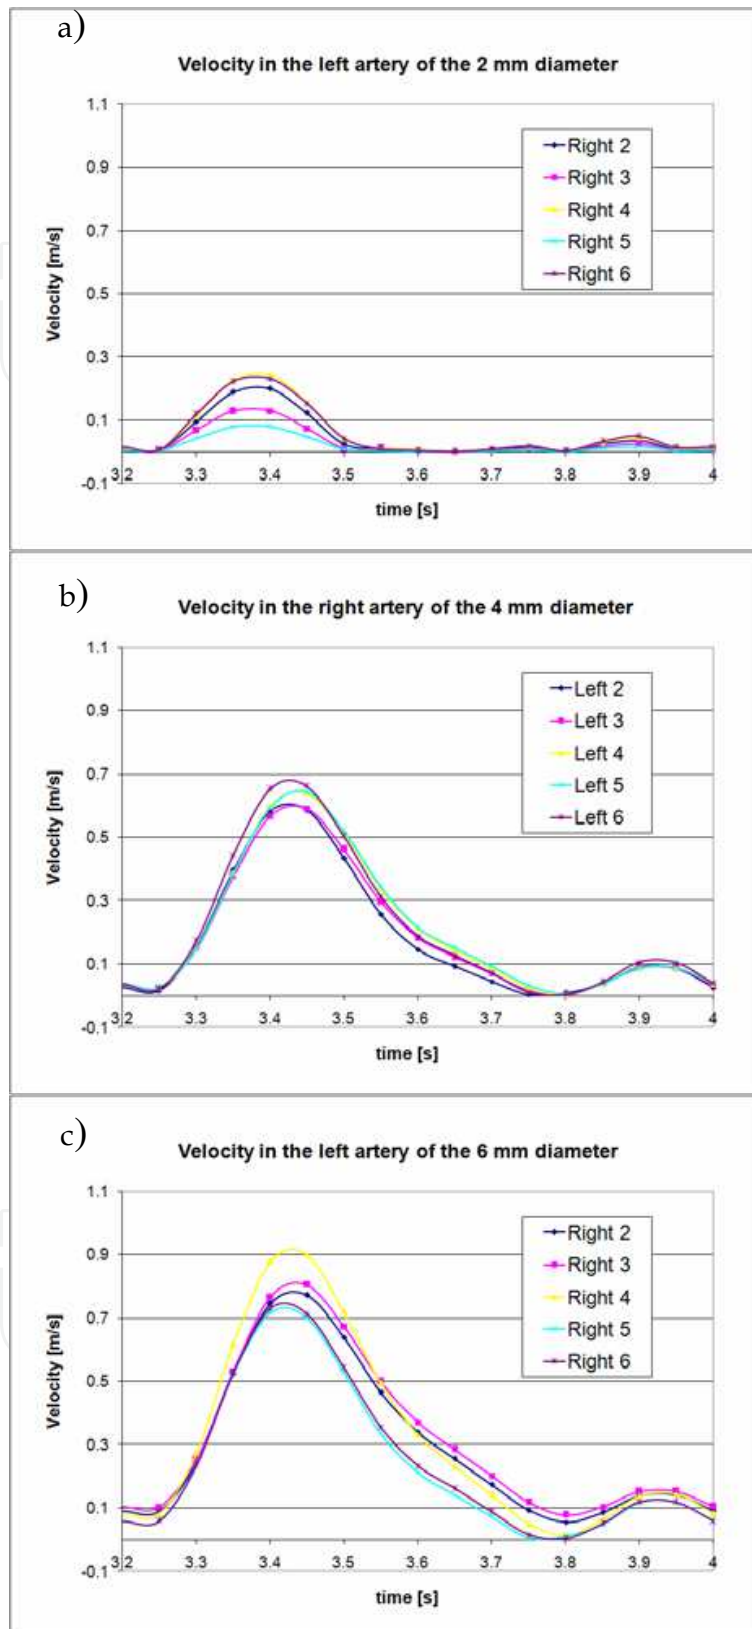 a)
Velocity in the left artery of the 2 mm diameter
1.1
0.9
0.7
0.5
0.3
0.1
-0.1
Velocity [m/s]
Right 2
Right 3
Right 4
Right 5
Right 6
3.2 3.3 3.4 3.5 3.6 3.7 3.8 3.9 4
time [s]
b)
Velocity in the right artery of the 4 mm diameter
1.1
0.9
0.7
0.5
0.3
0.1
-0.1
Velocity [m/s]
Left 2
Left 3
Left 4
Left 5
Left 6
3.2 3.3 3.4 3.5 3.6 3.7 3.8 3.9 4
time [s]
c)
Velocity in the left artery of the 6 mm diameter
1.1
0.9
0.7
0.5
0.3
0.1
-0.1
Velocity [m/s]
Right 2
Right 3
Right 4
Right 5
Right 6
3.2 3.3 3.4 3.5 3.6 3.7 3.8 3.9 4
time [s]